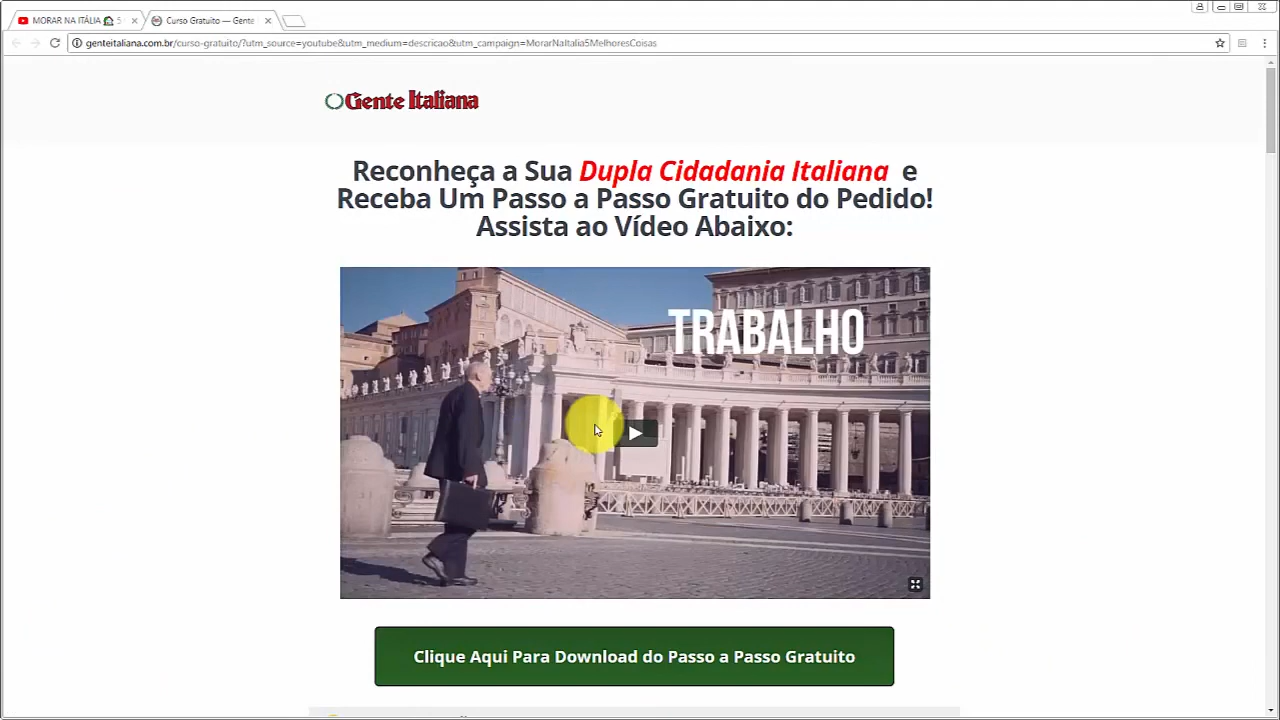 MORAR NA ITÁLIA
Curso Gratuito — Gente
genteitaliana.com.br/curso-gratuito/?utm_source=youtube&utm_medium=descricao&utm_campaign=MorarNaItalia5MelhoresCoisas
Gente Italiana
Reconheça a Sua Dupla Cidadania Italiana e
Receba Um Passo a Passo Gratuito do Pedido!
Assista ao Vídeo Abaixo:
TRABALHO
Clique Aqui Para Download do Passo a Passo Gratuito